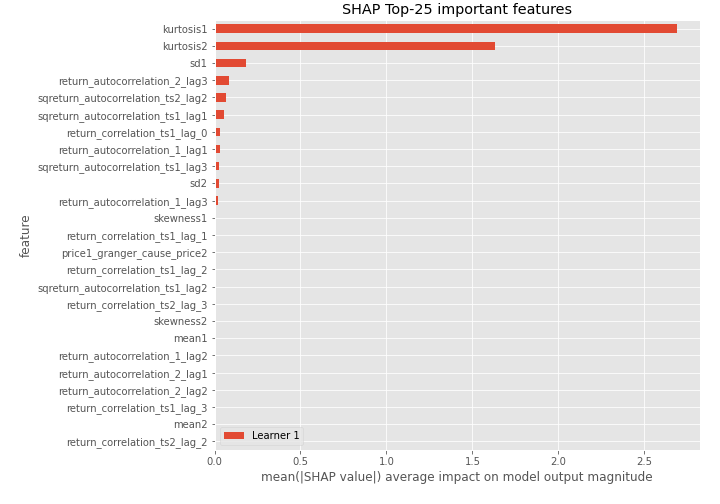 SHAP Top-25 important features
kurtosis1
kurtosis2
sd1
return_autocorrelation_2_lag3
sqreturn_autocorrelation_ts2_lag2
sqreturn_autocorrelation_ts1_lag1
return_correlation_ts1_lag_0
return_autocorrelation_1_lag1
sqreturn_autocorrelation_ts1_lag3
sd2
return_autocorrelation_1_lag3
skewness1
return_correlation_ts1_lag_1
price1_granger_cause_price2
return_correlation_ts1_lag_2
sqreturn_autocorrelation_ts1_lag2
return_correlation_ts2_lag_3
skewness2
mean1
return_autocorrelation_1_lag2
return_autocorrelation_2_lag1
return_autocorrelation_2_lag2
return_correlation_ts1_lag_3
mean2
return_correlation_ts2_lag_2
feature
Learner 1
0.0 0.5 1.0 1.5 2.0 2.5
mean(|SHAP value|) average impact on model output magnitude